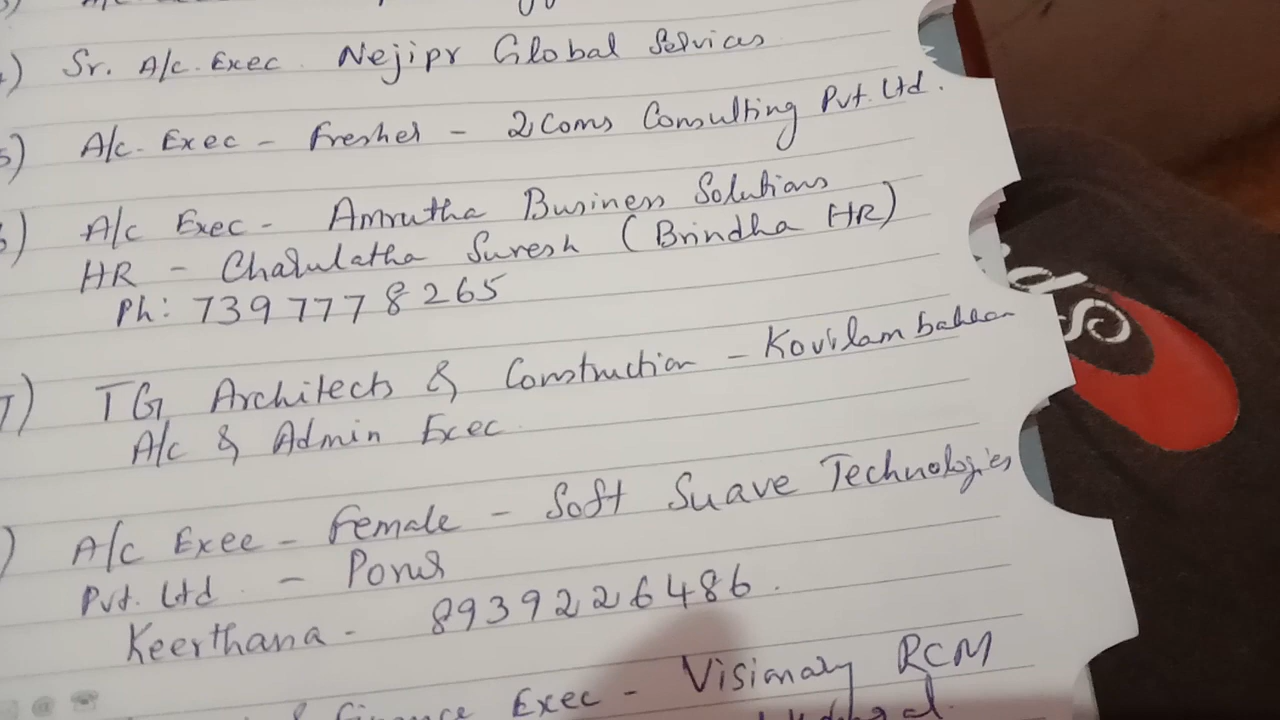 Sr. A/c. Exec. Nejipr Global Services
5) A/c. Exec - Fresher - 2Coms Consulting Pvt. Ltd.
6) A/c Exec - Amrutha Business Solutions
HR - Charulatha Suresh (Brindha HR)
Ph: 7397778265
7) TG Architects & Construction - Kovilambakkam
A/c & Admin Exec.
) A/c Exec - Female - Soft Suave Technologies
Pvt. Ltd. - Porur
Keerthana - 8939226486.
& Finance Exec - Visionary RCM